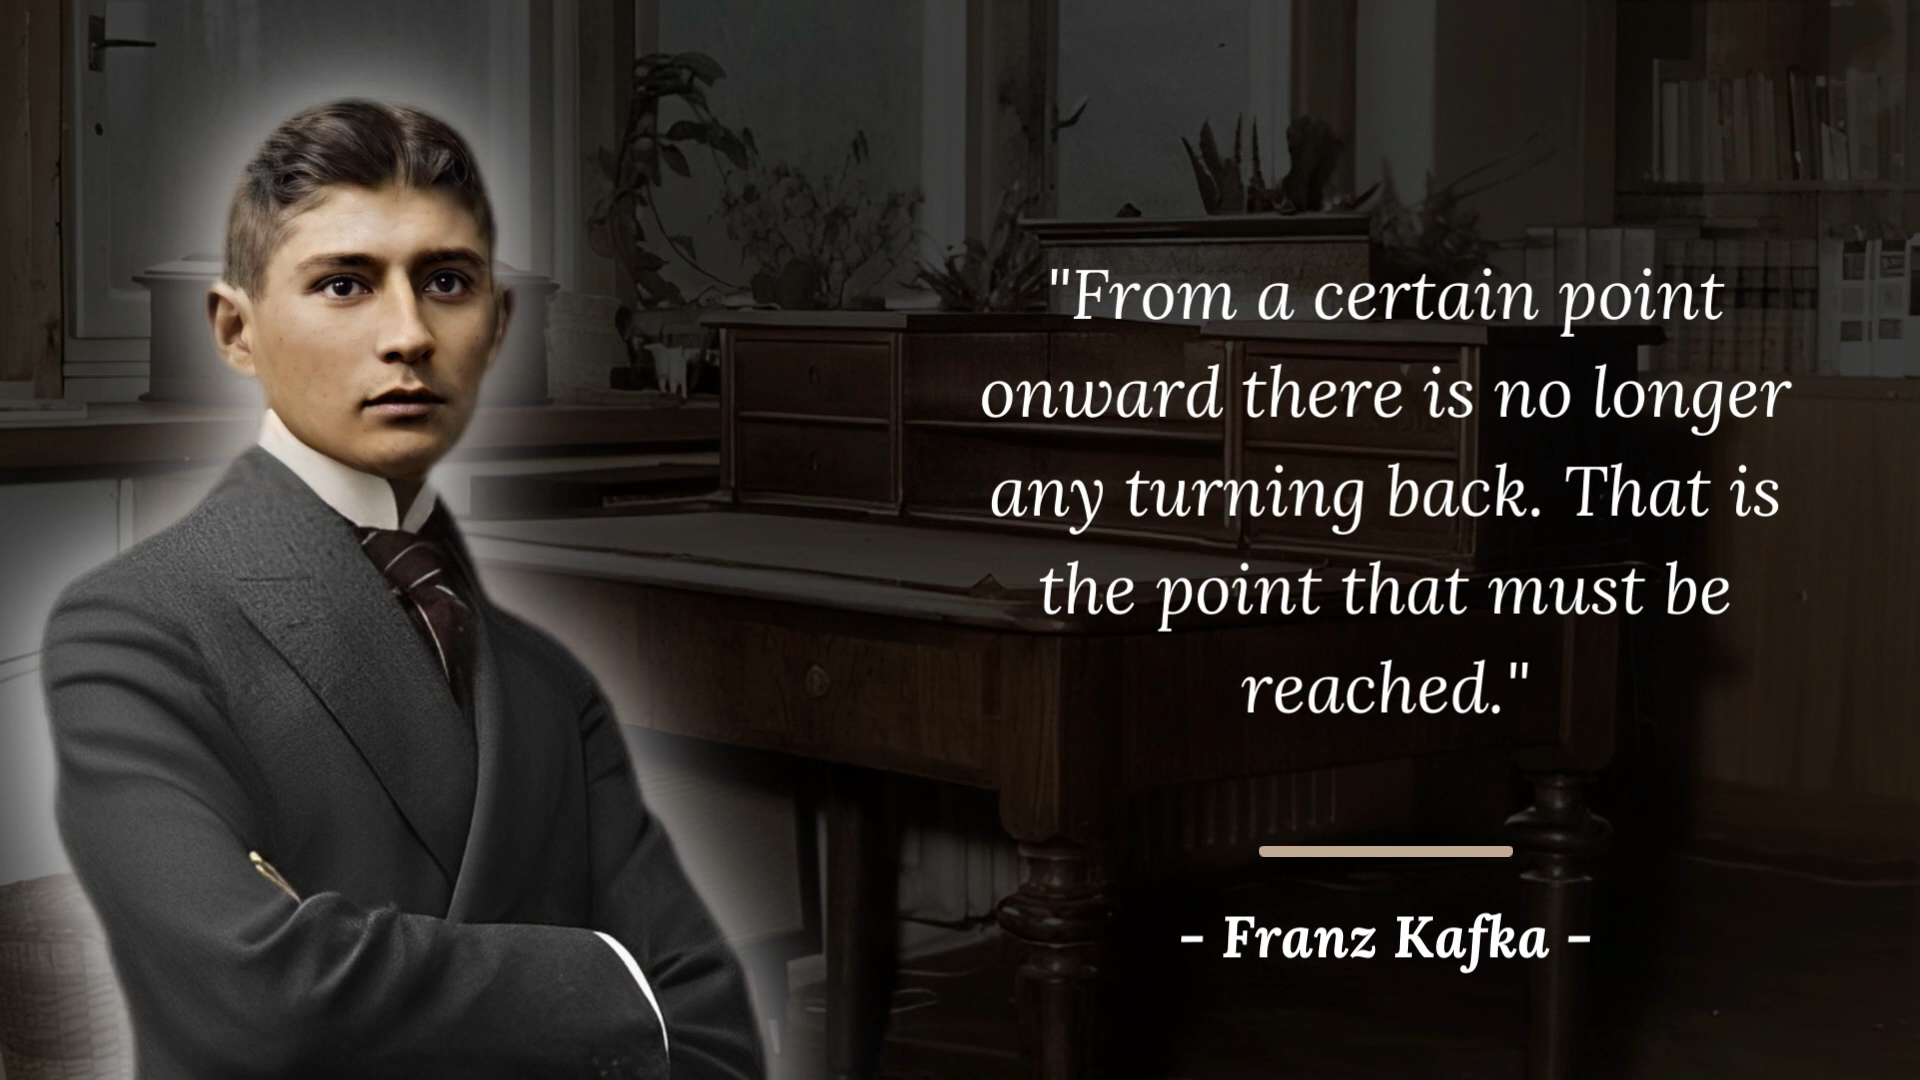 "From a certain point
onward there is no longer
any turning back. That is
the point that must be
reached."
- Franz Kafka -